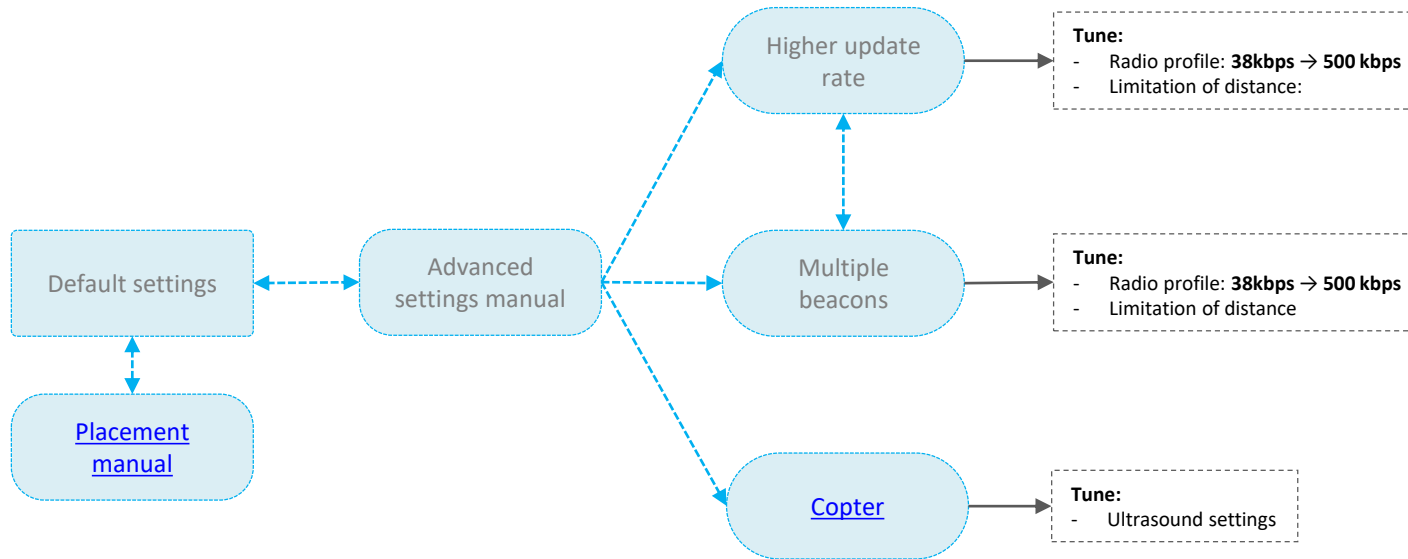 Higher update
rate
Tune:
- Radio profile: 38kbps → 500 kbps
- Limitation of distance:
Default settings
Advanced
settings manual
Multiple
beacons
Tune:
- Radio profile: 38kbps → 500 kbps
- Limitation of distance
Placement
manual
Copter
Tune:
- Ultrasound settings